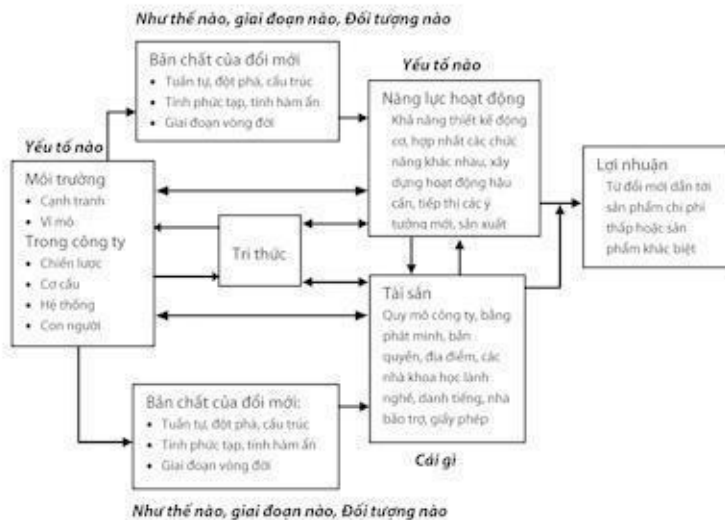 Như thế nào, giai đoạn nào, Đối tượng nào
Bản chất của đổi mới
• Tuần tự, đột phá, cấu trúc
• Tính phức tạp, tính hàm ẩn
• Giai đoạn vòng đời
Yếu tố nào
Năng lực hoạt động
Khả năng thiết kế động
cơ, hợp nhất các chức
năng khác nhau, xây
dựng hoạt động hậu
cần, tiếp thị các ý
tưởng mới, sản xuất
Yếu tố nào
Môi trường
• Cạnh tranh
• Vĩ mô
Trong công ty
• Chiến lược
• Cơ cấu
• Hệ thống
• Con người
Tri thức
Lợi nhuận
Từ đổi mới dẫn tới
sản phẩm chi phí
thấp hoặc sản
phẩm khác biệt
Tài sản
Quy mô công ty, bằng
phát minh, bản
quyền, địa điểm, các
nhà khoa học lành
nghề, danh tiếng, nhà
bảo trợ, giấy phép
Cái gì
Bản chất của đổi mới:
• Tuần tự, đột phá, cấu trúc
• Tính phức tạp, tính hàm ẩn
• Giai đoạn vòng đời
Như thế nào, giai đoạn nào, Đối tượng nào